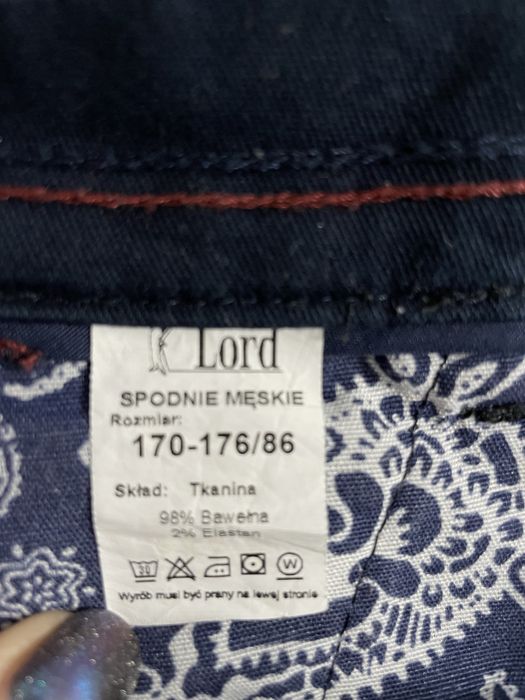 Lord
SPODNIE MĘSKIE
Rozmiar:
170-176/86
Skład: Tkanina
98% Bawełna
2% Elastan
30 W
Wyrób musi być prany na lewej stronie